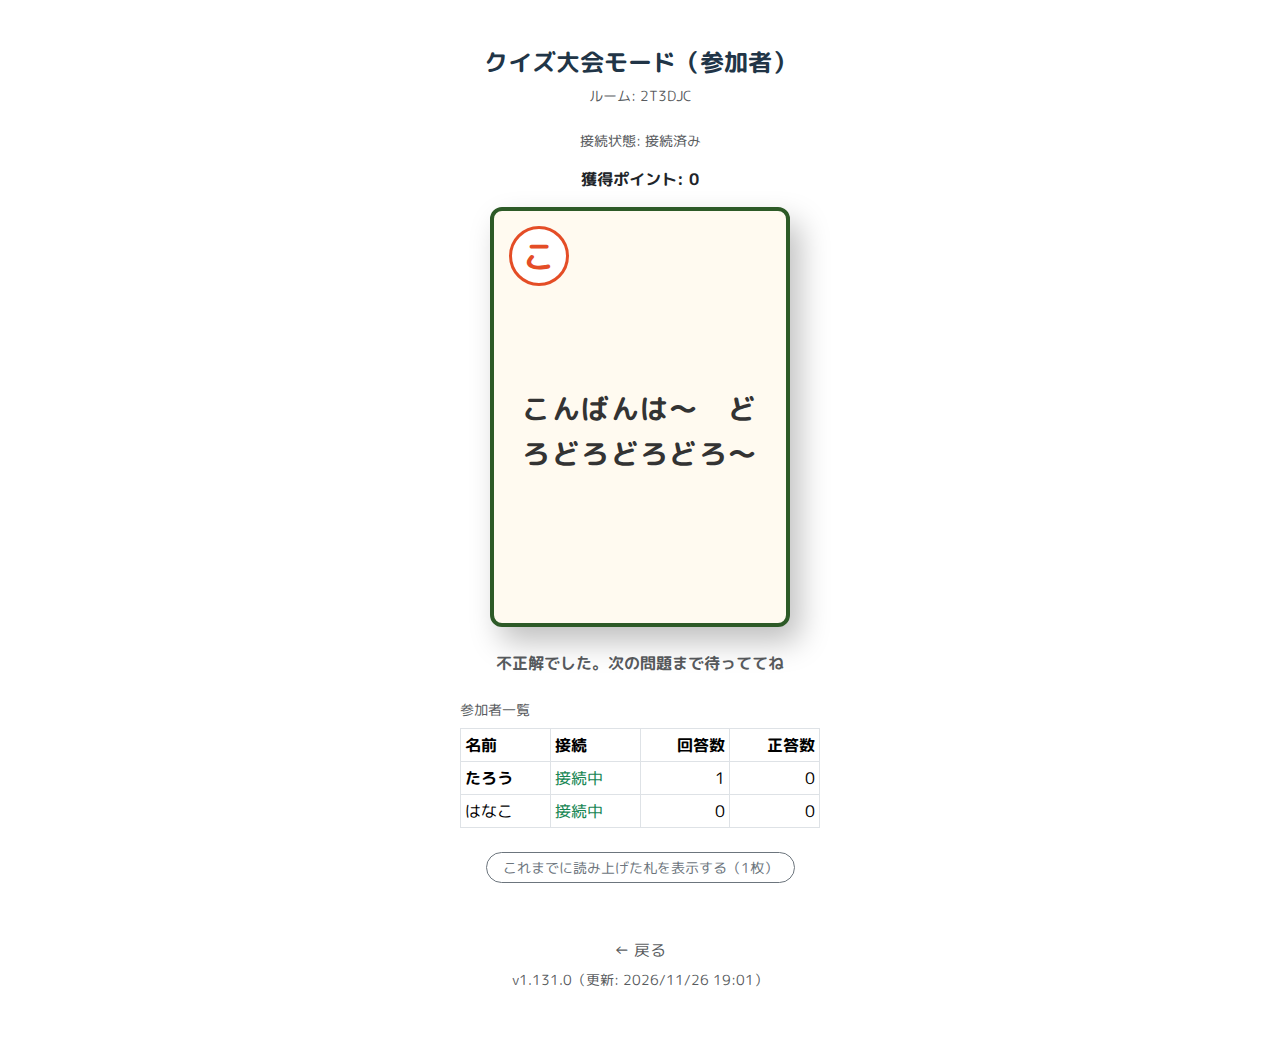 クイズ大会モード（参加者）
ルーム: 2T3DJC
接続状態: 接続済み
獲得ポイント: 0
こ
こんばんは～　ど
ろどろどろどろ～
不正解でした。次の問題まで待っててね
参加者一覧
名前 接続 回答数 正答数
たろう 接続中 1 0
はなこ 接続中 0 0
これまでに読み上げた札を表示する（1枚）
← 戻る
v1.131.0（更新: 2026/11/26 19:01）